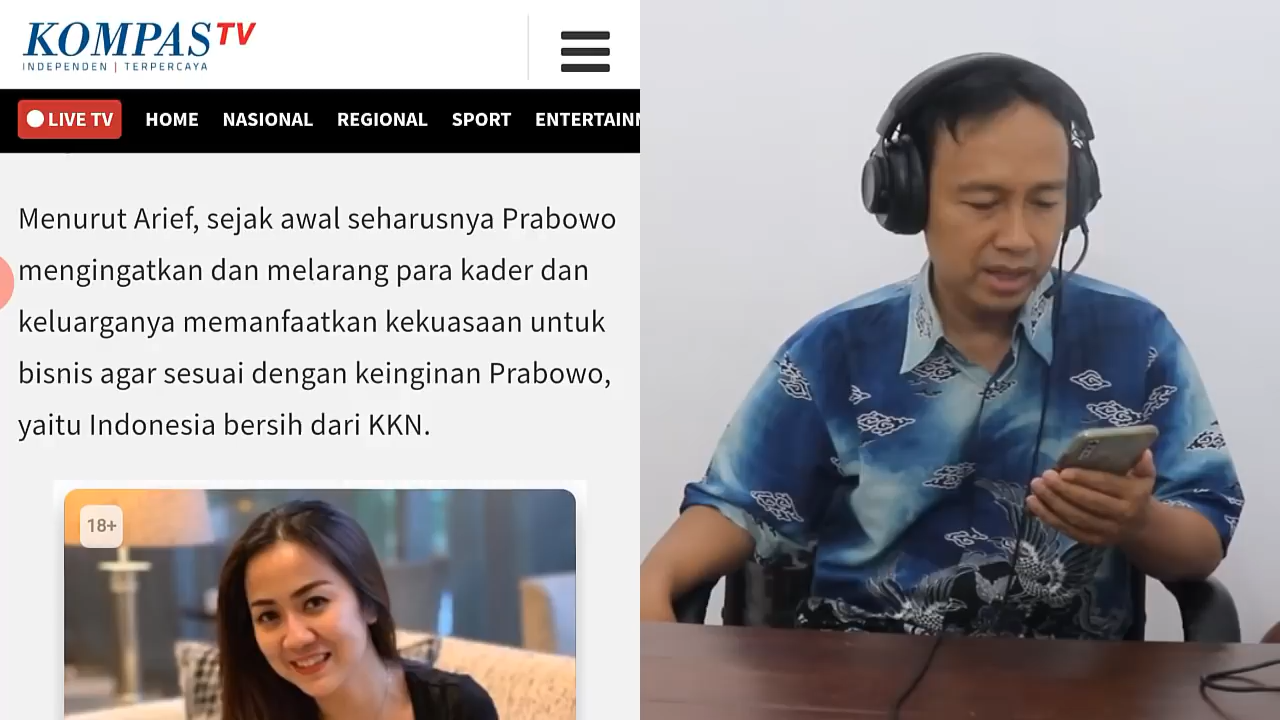 KOMPAS TV
INDEPENDEN | TERPERCAYA
LIVE TV HOME NASIONAL REGIONAL SPORT ENTERTAINM
Menurut Arief, sejak awal seharusnya Prabowo
mengingatkan dan melarang para kader dan
keluarganya memanfaatkan kekuasaan untuk
bisnis agar sesuai dengan keinginan Prabowo,
yaitu Indonesia bersih dari KKN.
18+